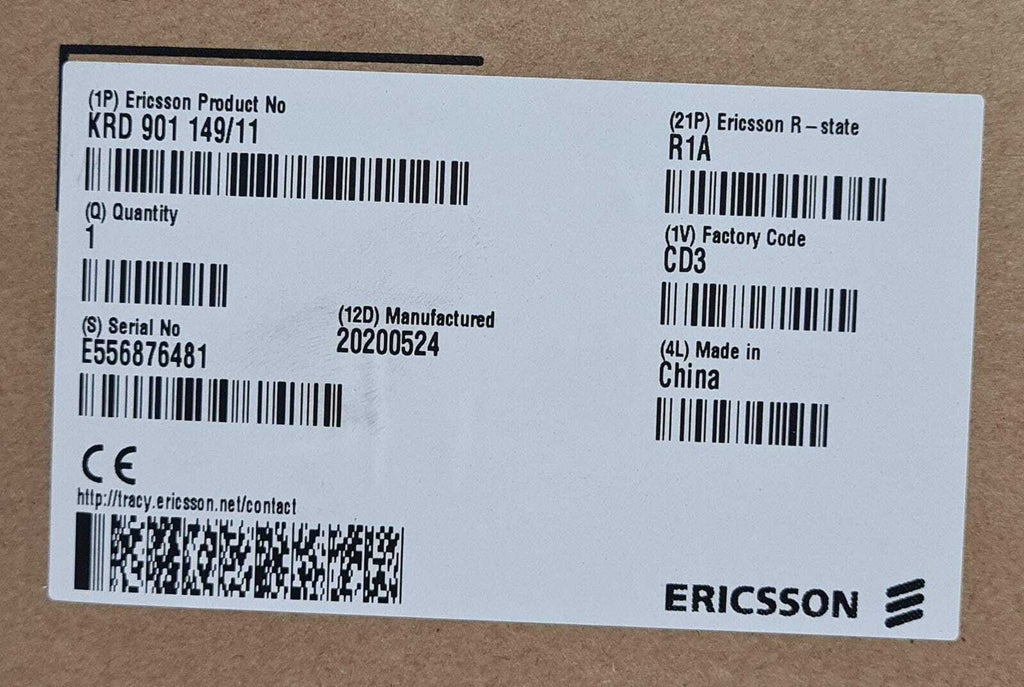 (1P) Ericsson Product No
KRD 901 149/11
(Q) Quantity
1
(S) Serial No
E556876481
(12D) Manufactured
20200524
(21P) Ericsson R-state
R1A
(1V) Factory Code
CD3
(4L) Made in
China
CE
http://tracy.ericsson.net/contact
ERICSSON